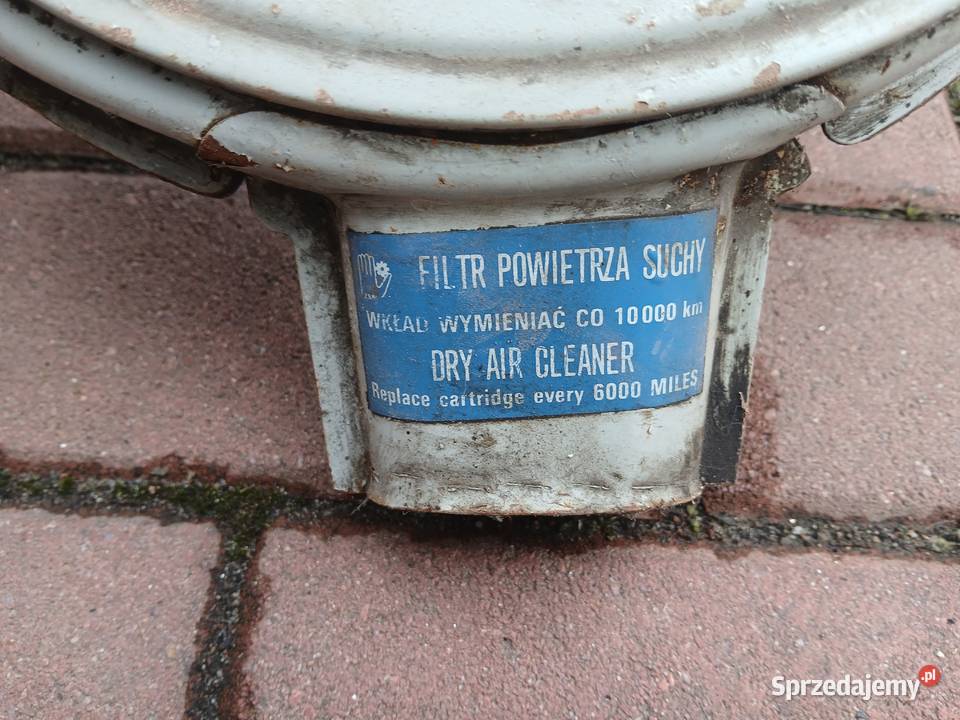 FILTR POWIETRZA SUCHY
WKŁAD WYMIENIAĆ CO 10000 km
DRY AIR CLEANER
Replace cartridge every 6000 MILES
Sprzedajemy.pl